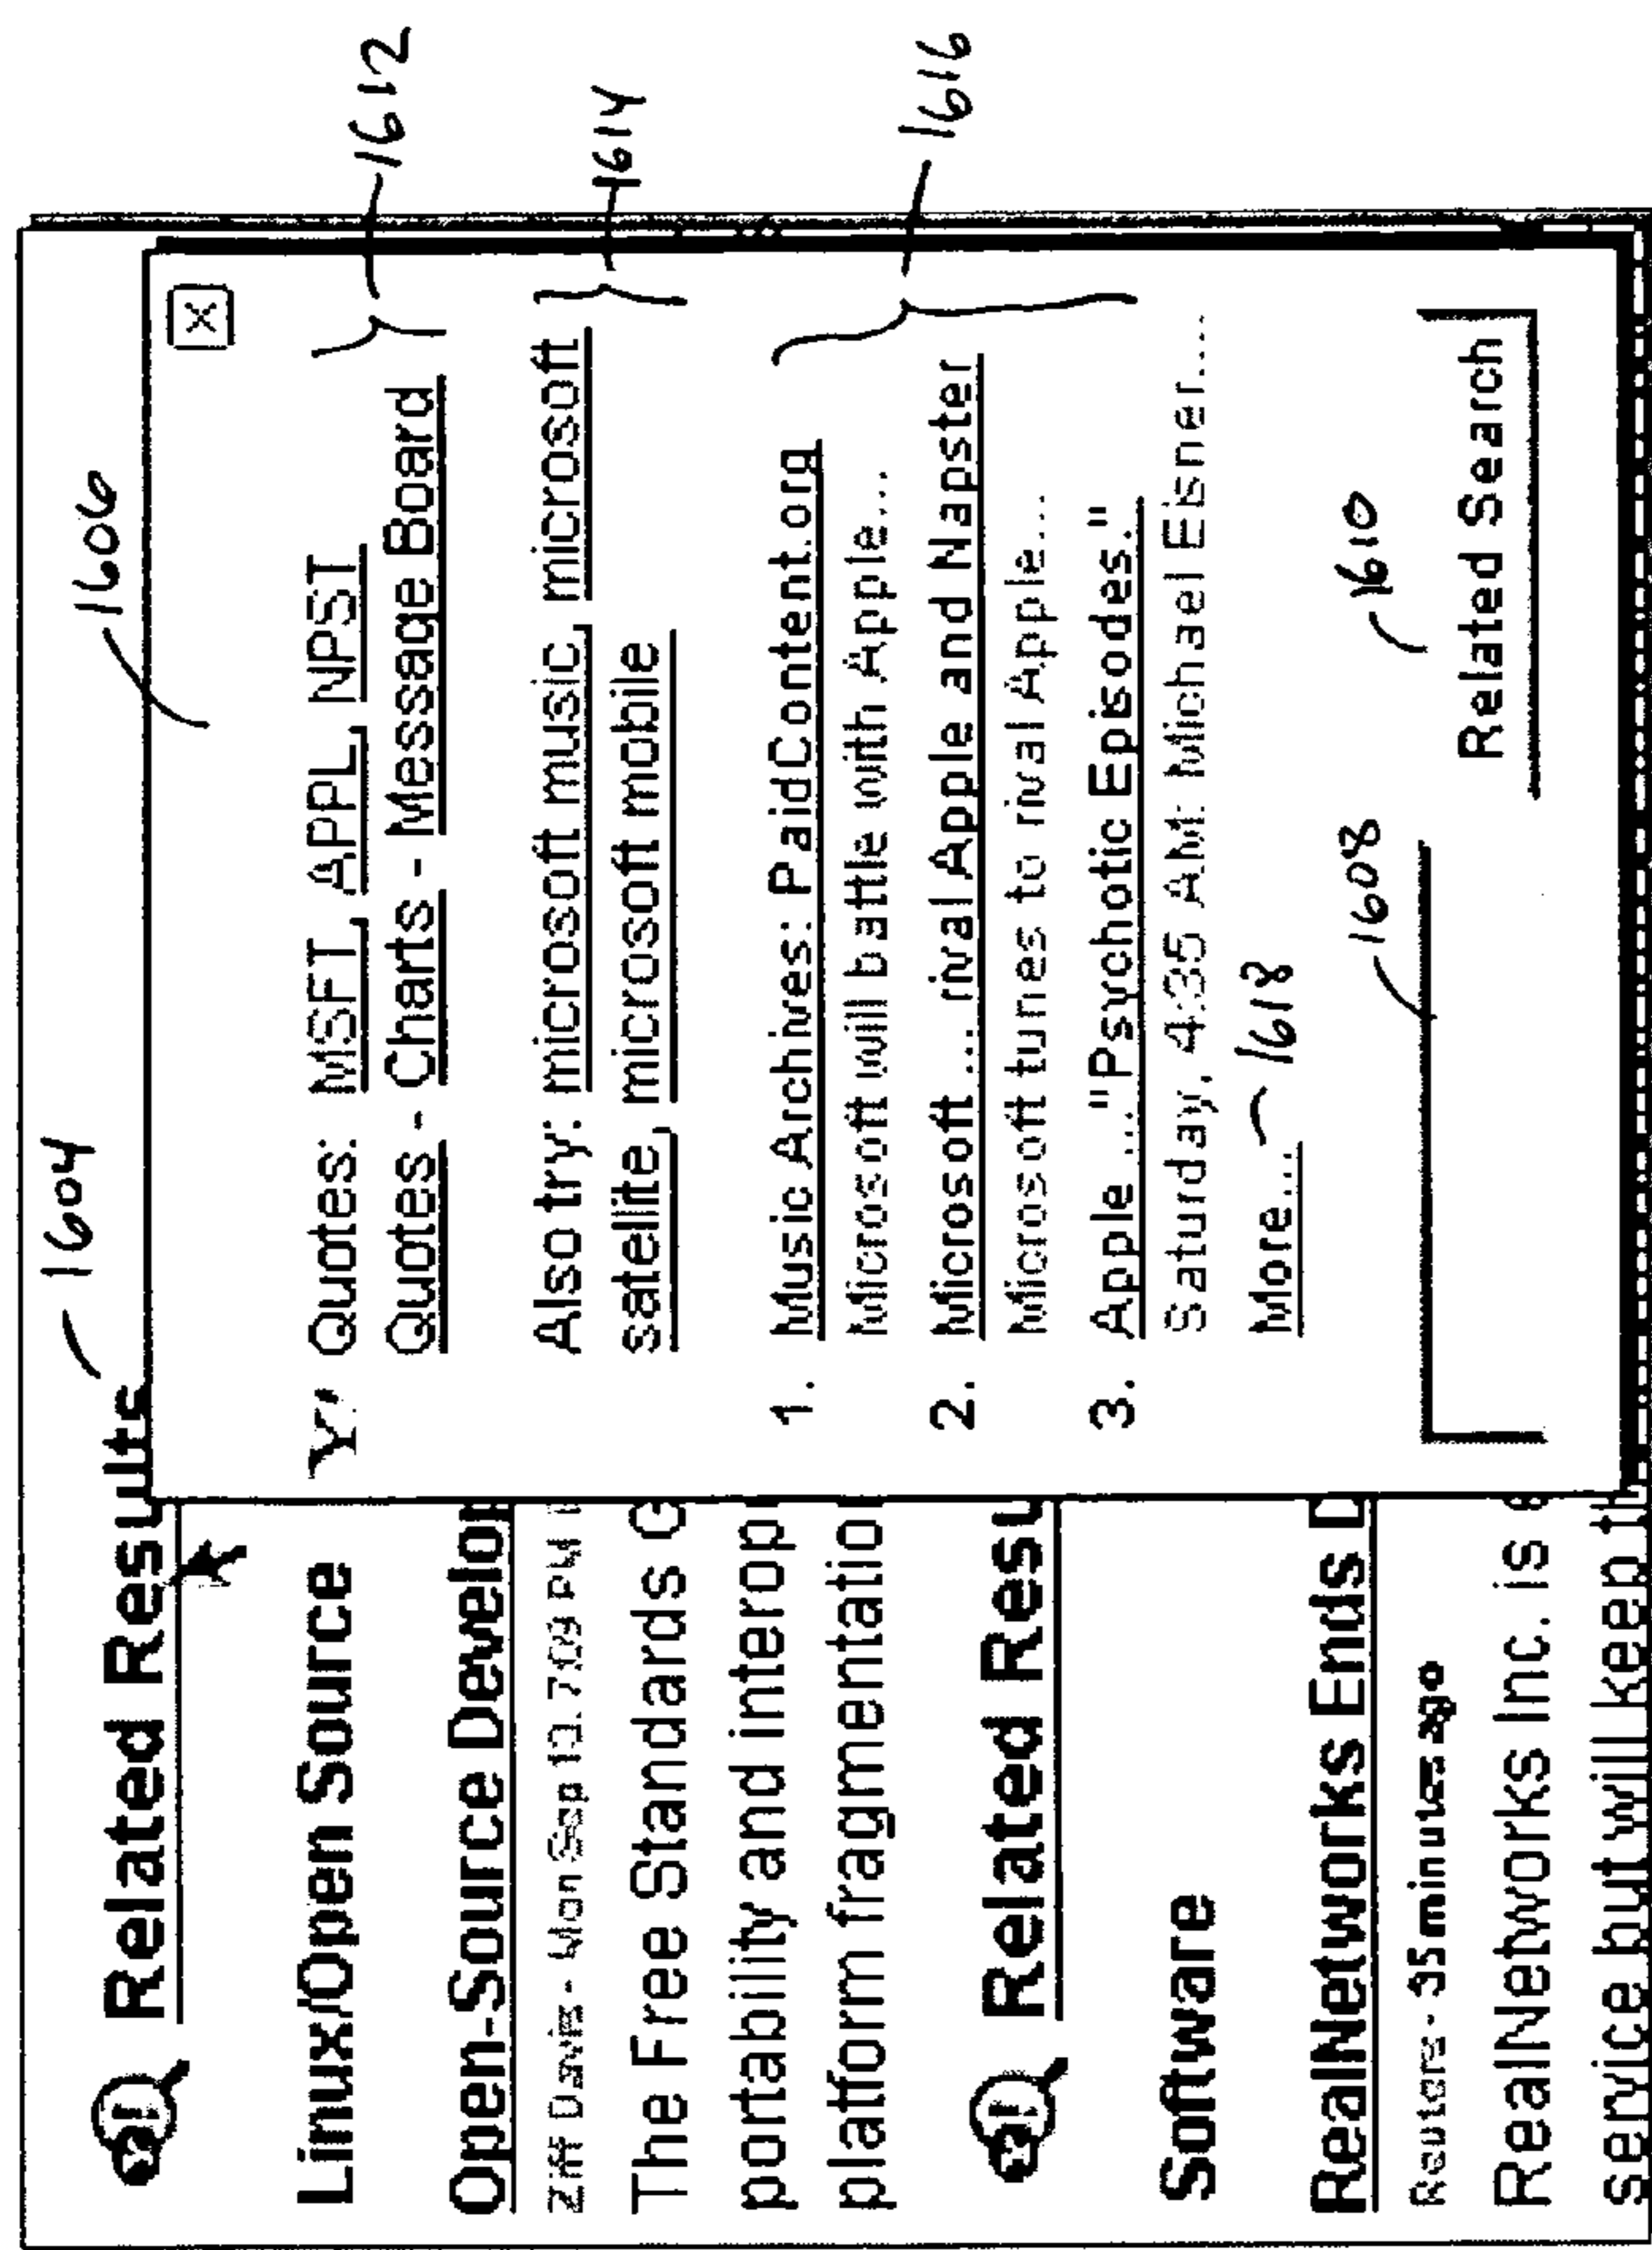 1604
1606
Related Results
Linux/Open Source
Open-Source Develop
Ziff Davis - Mon Sep 13, 7:09 PM
The Free Standards G
portability and interop
platform fragmentatio
Related Resu
Software
RealNetworks Ends D
Reuters - 35 minutes ago
RealNetworks Inc. is
service but will keep th
X
Y! Quotes: MSFT, APPL, NPST
Quotes - Charts - Message Board
1612
Also try: microsoft music, microsoft
satellite, microsoft mobile
1614
1. Music Archives: PaidContent.org
Microsoft will battle with Apple...
2. Microsoft ... rival Apple and Napster
Microsoft tunes to rival Apple...
3. Apple ... "Psychotic Episodes."
Saturday, 4:35 AM: Michael Eisner....
1616
More... 1618
1608
1610
Related Search